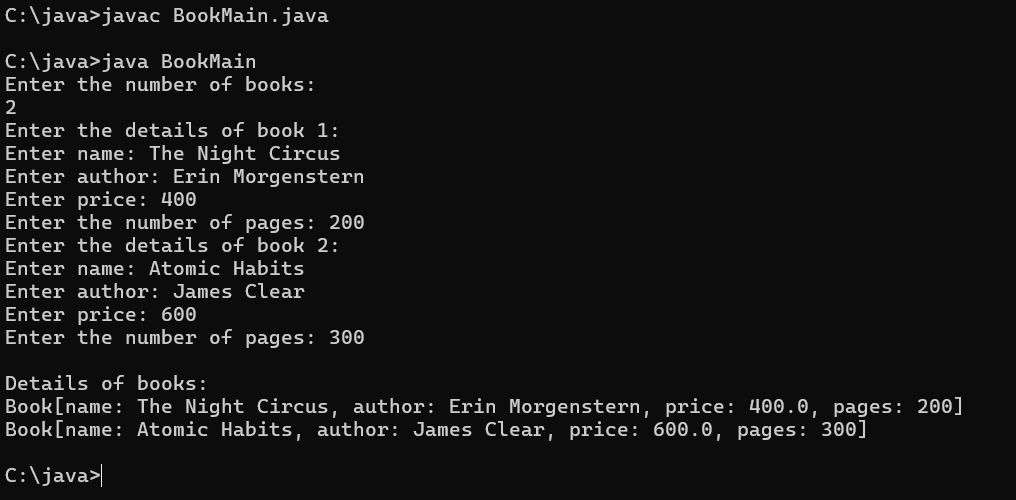 C:\java>javac BookMain.java
C:\java>java BookMain
Enter the number of books:
2
Enter the details of book 1:
Enter name: The Night Circus
Enter author: Erin Morgenstern
Enter price: 400
Enter the number of pages: 200
Enter the details of book 2:
Enter name: Atomic Habits
Enter author: James Clear
Enter price: 600
Enter the number of pages: 300
Details of books:
Book[name: The Night Circus, author: Erin Morgenstern, price: 400.0, pages: 200]
Book[name: Atomic Habits, author: James Clear, price: 600.0, pages: 300]
C:\java>